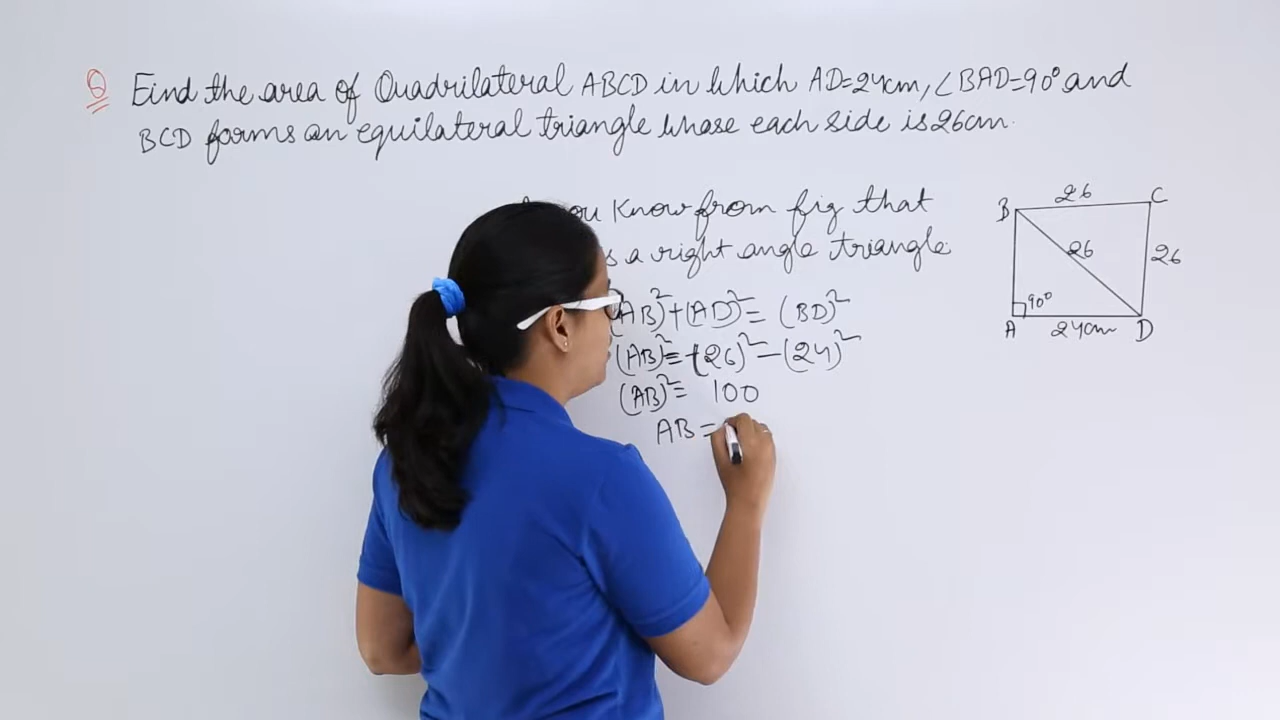 Q Find the area of Quadrilateral ABCD in which AD=24cm, ∠BAD=90° and
BCD forms an equilateral triangle whose each side is 26cm.
know from fig that
a right angle triangle
AB)²+(AD)²= (BD)²
(AB)²= (26)²-(24)²
(AB)²= 100
AB=
26
B
C
26
26
90°
A
24cm
D